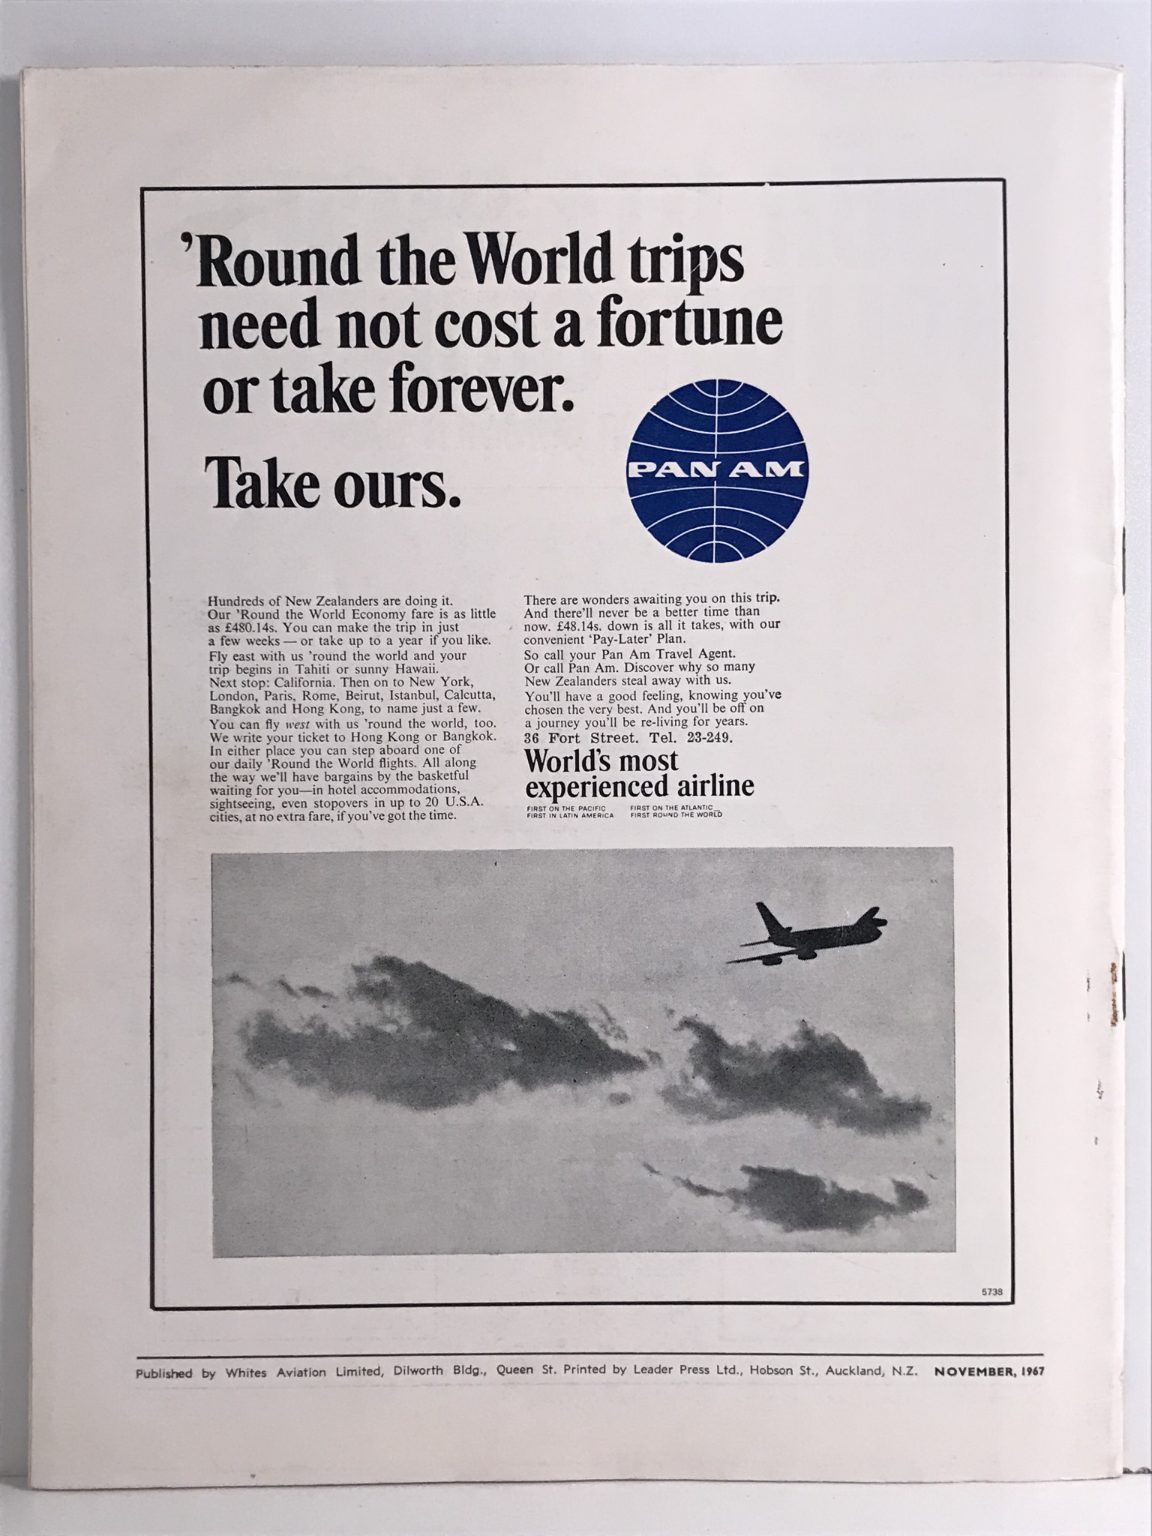 ’Round the World trips
need not cost a fortune
or take forever.
Take ours.
PAN AM
Hundreds of New Zealanders are doing it.
Our ’Round the World Economy fare is as little
as £480.14s. You can make the trip in just
a few weeks — or take up to a year if you like.
Fly east with us ’round the world and your
trip begins in Tahiti or sunny Hawaii.
Next stop: California. Then on to New York,
London, Paris, Rome, Beirut, Istanbul, Calcutta,
Bangkok and Hong Kong, to name just a few.
You can fly west with us ’round the world, too.
We write your ticket to Hong Kong or Bangkok.
In either place you can step aboard one of
our daily ’Round the World flights. All along
the way we’ll have bargains by the basketful
waiting for you—in hotel accommodations,
sightseeing, even stopovers in up to 20 U.S.A.
cities, at no extra fare, if you’ve got the time.
There are wonders awaiting you on this trip.
And there’ll never be a better time than
now. £48.14s. down is all it takes, with our
convenient ‘Pay-Later’ Plan.
So call your Pan Am Travel Agent.
Or call Pan Am. Discover why so many
New Zealanders steal away with us.
You’ll have a good feeling, knowing you’ve
chosen the very best. And you’ll be off on
a journey you’ll be re-living for years.
36 Fort Street. Tel. 23-249.
World’s most
experienced airline
FIRST ON THE PACIFIC FIRST ON THE ATLANTIC
FIRST IN LATIN AMERICA FIRST ROUND THE WORLD
5738
Published by Whites Aviation Limited, Dilworth Bldg., Queen St. Printed by Leader Press Ltd., Hobson St., Auckland, N.Z. NOVEMBER, 1967